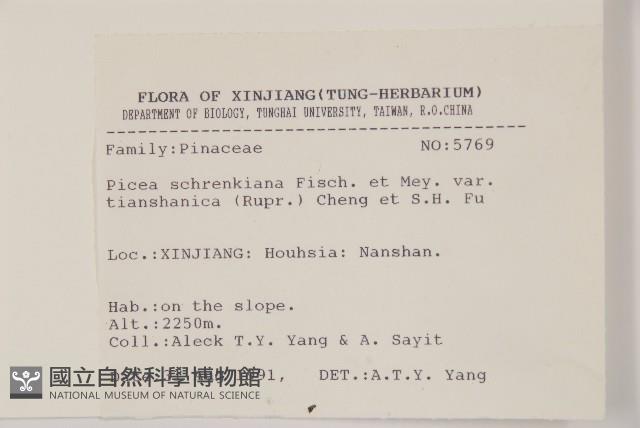 FLORA OF XINJIANG(TUNG-HERBARIUM)
DEPARTMENT OF BIOLOGY, TUNGHAI UNIVERSITY, TAIWAN, R.O.CHINA
Family:Pinaceae NO:5769
Picea schrenkiana Fisch. et Mey. var.
tianshanica (Rupr.) Cheng et S.H. Fu
Loc.:XINJIANG: Houhsia: Nanshan.
Hab.:on the slope.
Alt.:2250m.
Coll.:Aleck T.Y. Yang & A. Sayit
DET.:A.T.Y. Yang
國立自然科學博物館
NATIONAL MUSEUM OF NATURAL SCIENCE